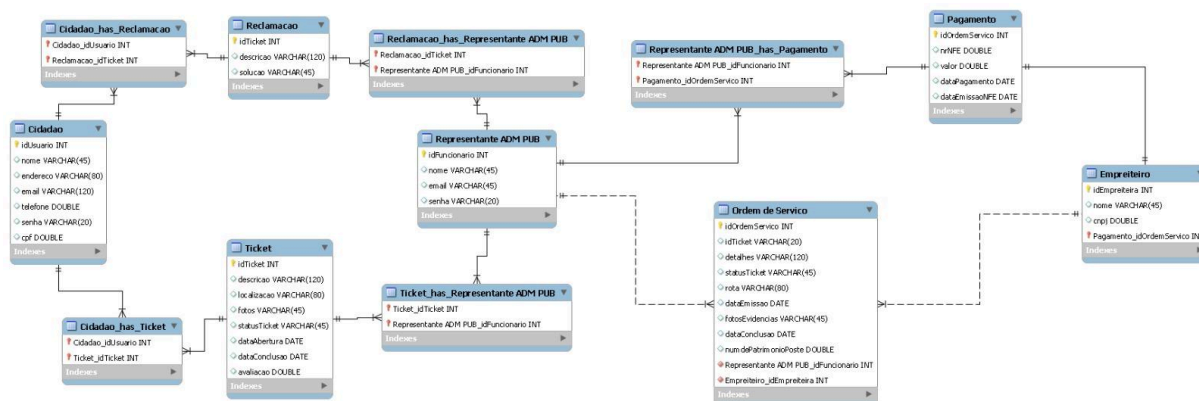 Cidadao_has_Reclamacao
Cidadao_idUsuario INT
Reclamacao_idTicket INT
Indexes
Reclamacao
idTicket INT
descricao VARCHAR(120)
solucao VARCHAR(45)
Indexes
Reclamacao_has_Representante ADM PUB
Reclamacao_idTicket INT
Representante ADM PUB_idFuncionario INT
Indexes
Representante ADM PUB_has_Pagamento
Representante ADM PUB_idFuncionario INT
Pagamento_idOrdemServico INT
Indexes
Pagamento
idOrdemServico INT
nrNFE DOUBLE
valor DOUBLE
dataPagamento DATE
dataEmissaoNFE DATE
Indexes
Cidadao
idUsuario INT
nome VARCHAR(45)
endereco VARCHAR(80)
email VARCHAR(120)
telefone DOUBLE
senha VARCHAR(20)
cpf DOUBLE
Indexes
Representante ADM PUB
idFuncionario INT
nome VARCHAR(45)
email VARCHAR(45)
senha VARCHAR(20)
Indexes
Empreiteiro
idEmpreiteira INT
nome VARCHAR(45)
cnpj DOUBLE
Pagamento_idOrdemServico IN
Indexes
Ordem de Servico
idOrdemServico INT
idTicket VARCHAR(20)
detalhes VARCHAR(120)
statusTicket VARCHAR(45)
rota VARCHAR(80)
dataEmissao DATE
fotosEvidencias VARCHAR(45)
dataConclusao DATE
numdePatrimonioPoste DOUBLE
Representante ADM PUB_idFuncionario INT
Empreiteiro_idEmpreiteira INT
Indexes
Ticket
idTicket INT
descricao VARCHAR(120)
localizacao VARCHAR(80)
fotos VARCHAR(45)
statusTicket VARCHAR(45)
dataAbertura DATE
dataConclusao DATE
avaliacao DOUBLE
Indexes
Ticket_has_Representante ADM PUB
Ticket_idTicket INT
Representante ADM PUB_idFuncionario INT
Indexes
Cidadao_has_Ticket
Cidadao_idUsuario INT
Ticket_idTicket INT
Indexes